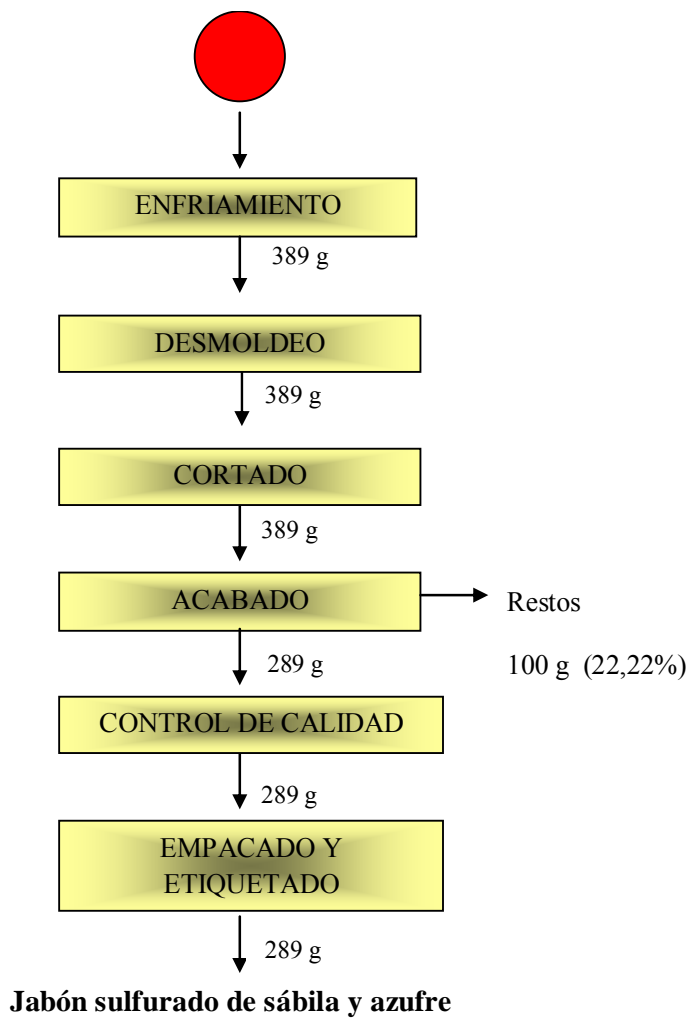 ENFRIAMIENTO
389 g
DESMOLDEO
389 g
CORTADO
389 g
ACABADO
Restos
289 g
100 g (22,22%)
CONTROL DE CALIDAD
289 g
EMPACADO Y
ETIQUETADO
289 g
Jabón sulfurado de sábila y azufre